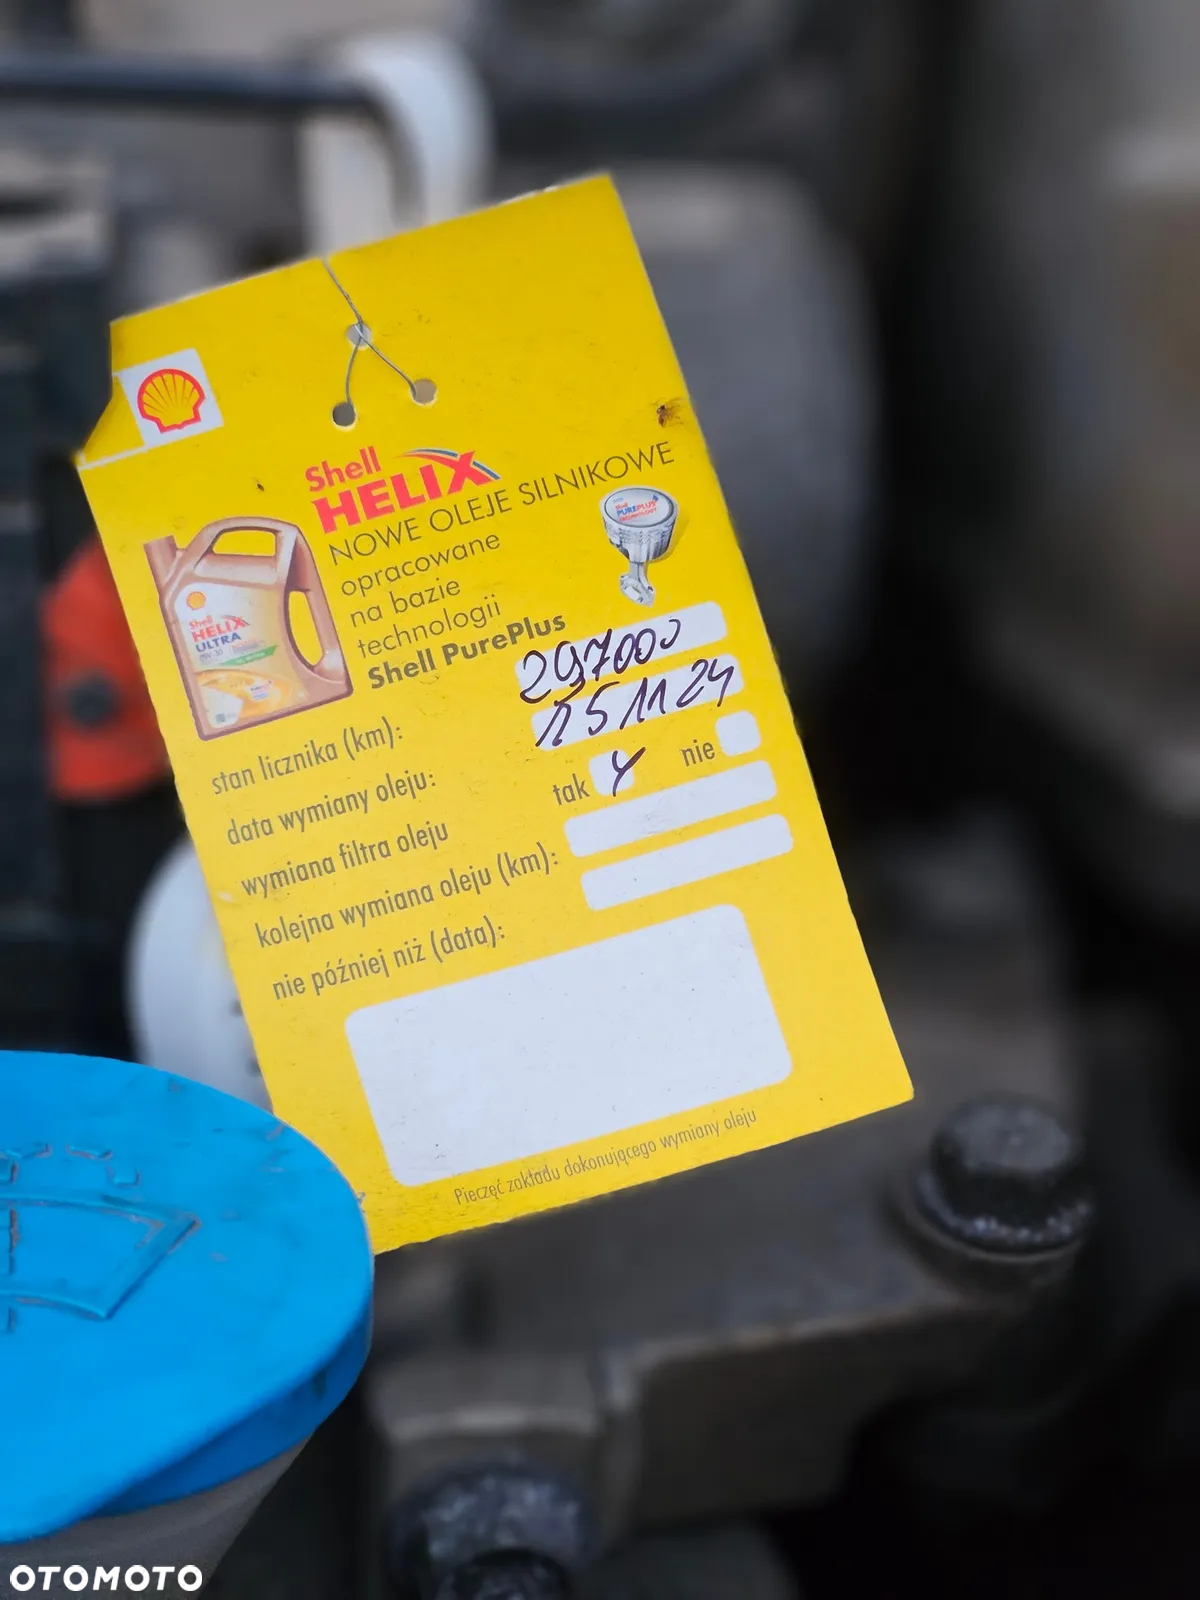 Shell
HELIX
NOWE OLEJE SILNIKOWE
opracowane
na bazie
technologii
Shell PurePlus
Shell
HELIX
ULTRA
stan licznika (km): 297000
data wymiany oleju: 15 11 24
wymiana filtra oleju tak nie
kolejna wymiana oleju (km):
nie później niż (data):
Pieczęć zakładu dokonującego wymiany oleju
OTOMOTO